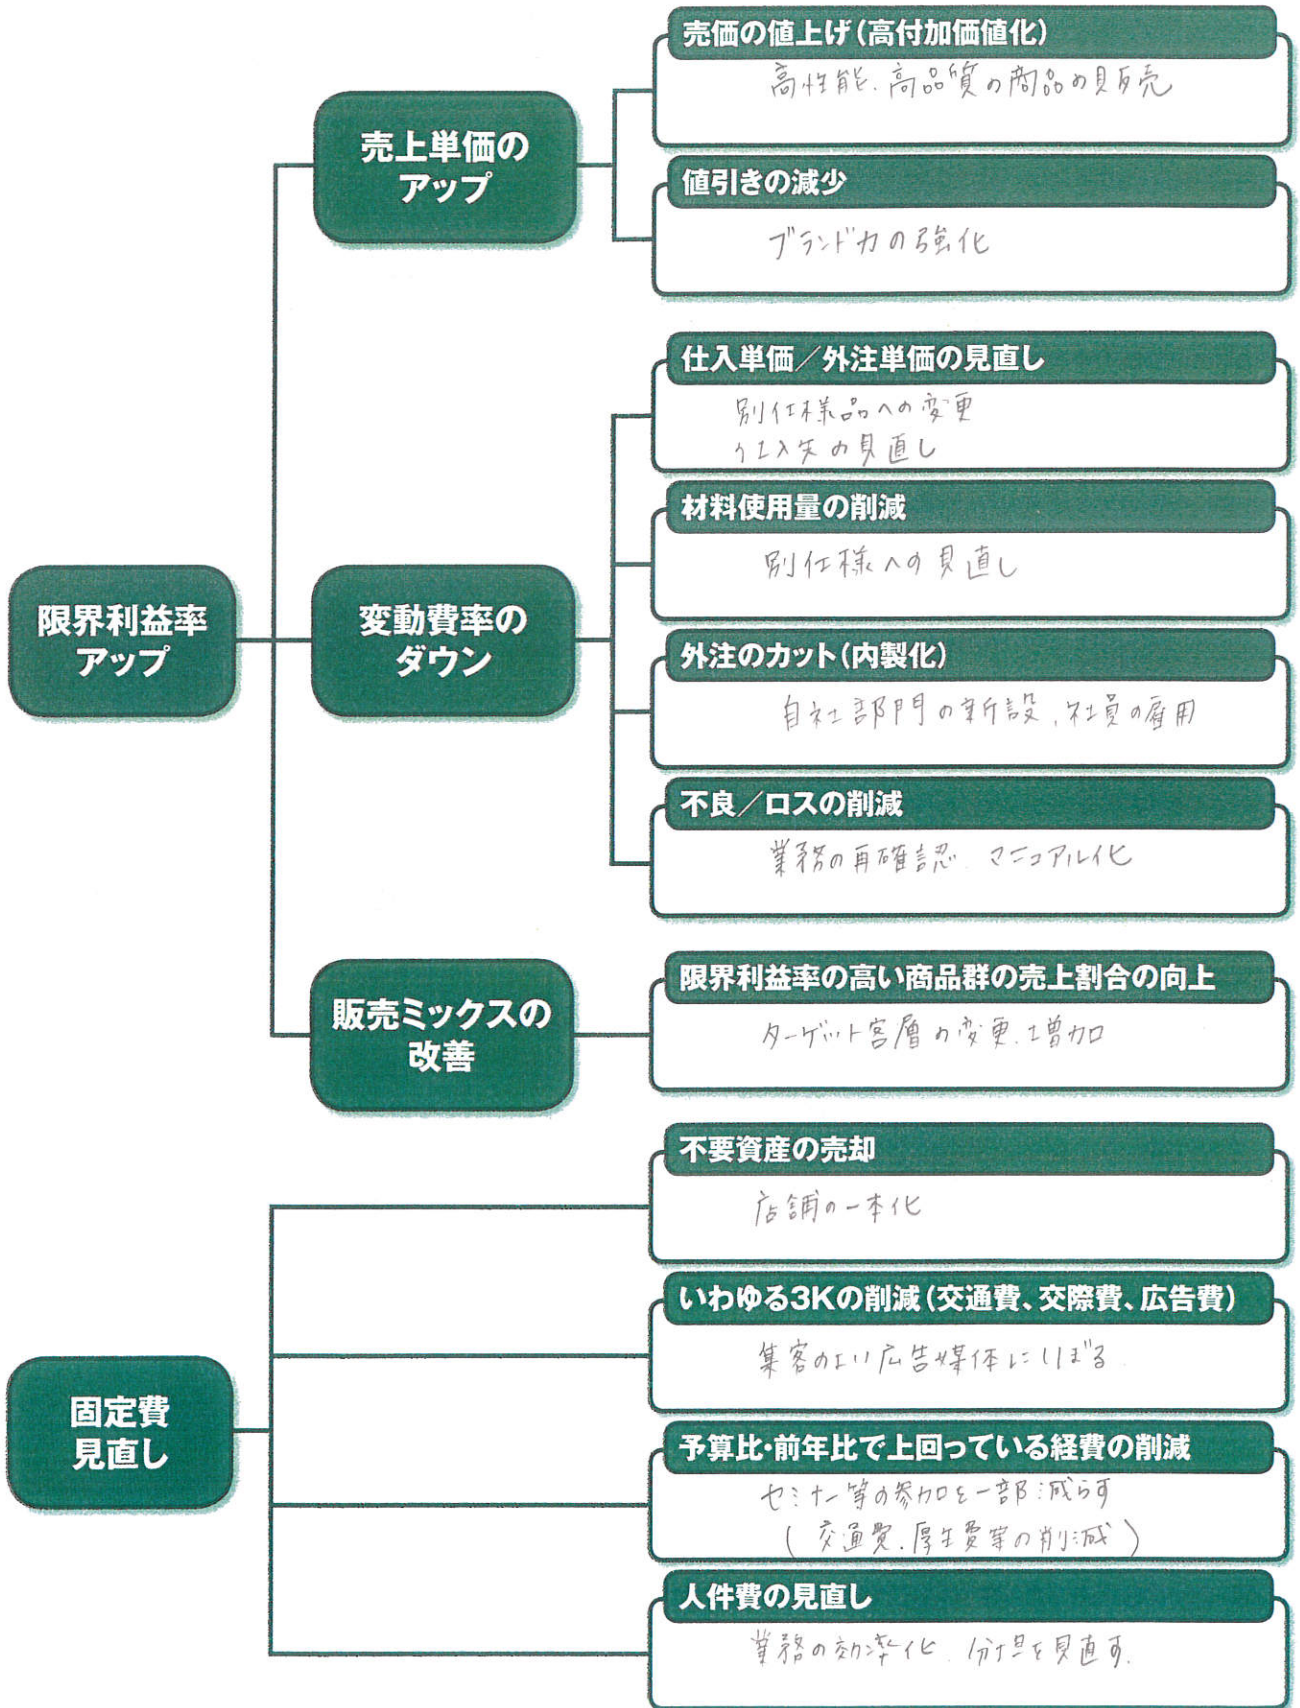 売価の値上げ(高付加価値化)
高性能、高品質の商品の販売
売上単価の
アップ
値引きの減少
ブランド力の強化
仕入単価/外注単価の見直し
別仕様品への変更
仕入先の見直し
材料使用量の削減
別仕様への見直し
限界利益率
アップ
変動費率の
ダウン
外注のカット(内製化)
自社部門の新設、社員の雇用
不良/ロスの削減
業務の再確認、マニュアル化
販売ミックスの
改善
限界利益率の高い商品群の売上割合の向上
ターゲット客層の変更、増加
不要資産の売却
店舗の一本化
いわゆる3Kの削減(交通費、交際費、広告費)
集客のよい広告媒体にしぼる
固定費
見直し
予算比・前年比で上回っている経費の削減
セミナー等の参加を一部減らす
(交通費、厚生費等の削減)
人件費の見直し
業務の効率化、分担を見直す。